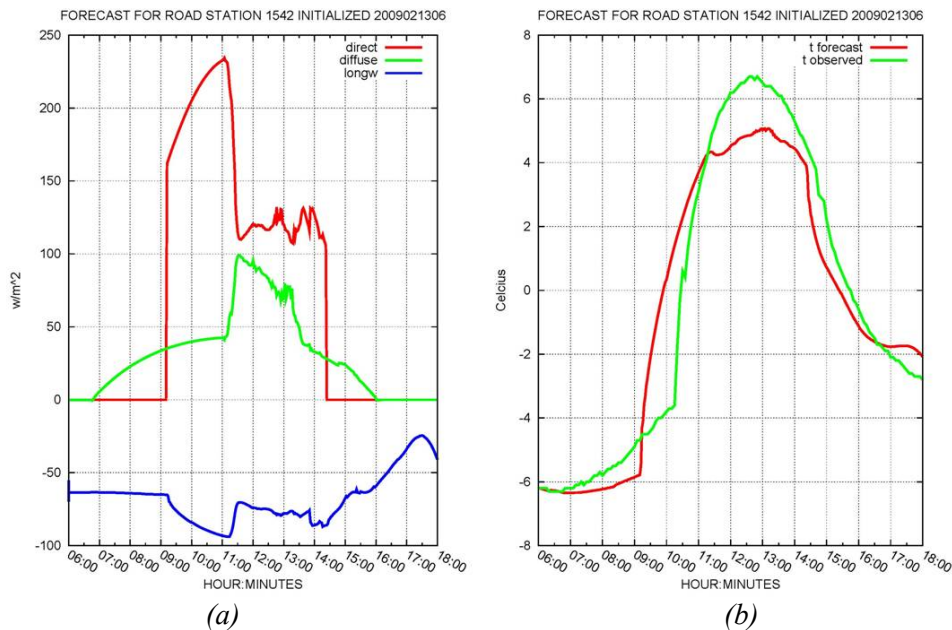 FORECAST FOR ROAD STATION 1542 INITIALIZED 2009021306
250
200
150
100
50
0
-50
-100
w/m^2
direct
diffuse
longw
06:00 07:00 08:00 09:00 10:00 11:00 12:00 13:00 14:00 15:00 16:00 17:00 18:00
HOUR:MINUTES
(a)
FORECAST FOR ROAD STATION 1542 INITIALIZED 2009021306
8
6
4
2
0
-2
-4
-6
-8
Celcius
t forecast
t observed
06:00 07:00 08:00 09:00 10:00 11:00 12:00 13:00 14:00 15:00 16:00 17:00 18:00
HOUR:MINUTES
(b)